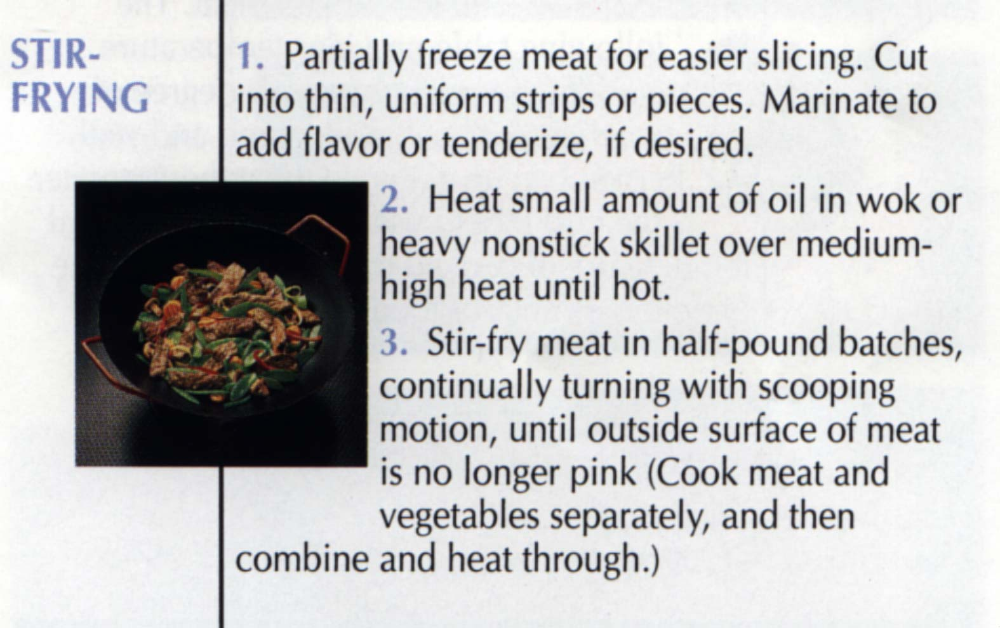 STIR-
FRYING
1. Partially freeze meat for easier slicing. Cut
into thin, uniform strips or pieces. Marinate to
add flavor or tenderize, if desired.
2. Heat small amount of oil in wok or
heavy nonstick skillet over medium-
high heat until hot.
3. Stir-fry meat in half-pound batches,
continually turning with scooping
motion, until outside surface of meat
is no longer pink (Cook meat and
vegetables separately, and then
combine and heat through.)